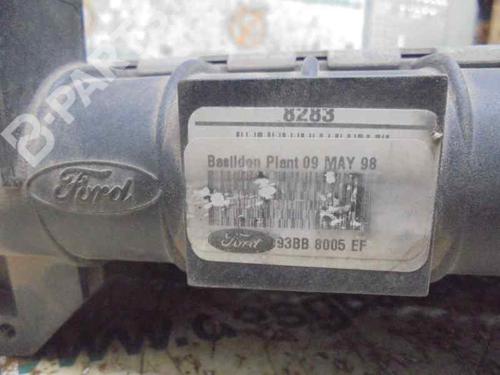 B-PARTS
8283
Basildon Plant 09 MAY 98
Ford
Ford 93BB 8005 EF